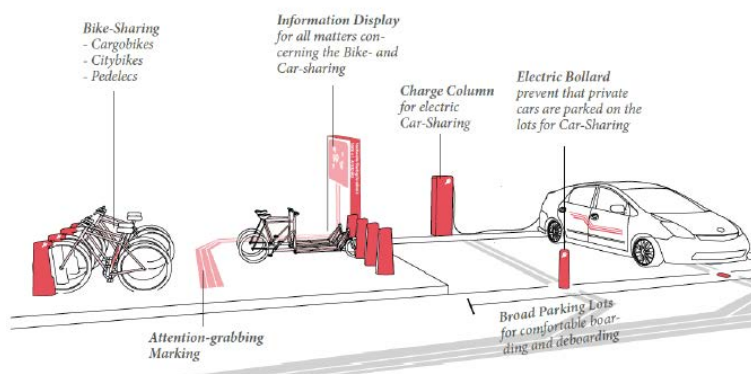 Bike-Sharing
- Cargobikes
- Citybikes
- Pedelecs
Information Display
for all matters con-
cerning the Bike- and
Car-sharing
Charge Column
for electric
Car-Sharing
Electric Bollard
prevent that private
cars are parked on the
lots for Car-Sharing
Attention-grabbing
Marking
Broad Parking Lots
for comfortable boar-
ding and deboarding